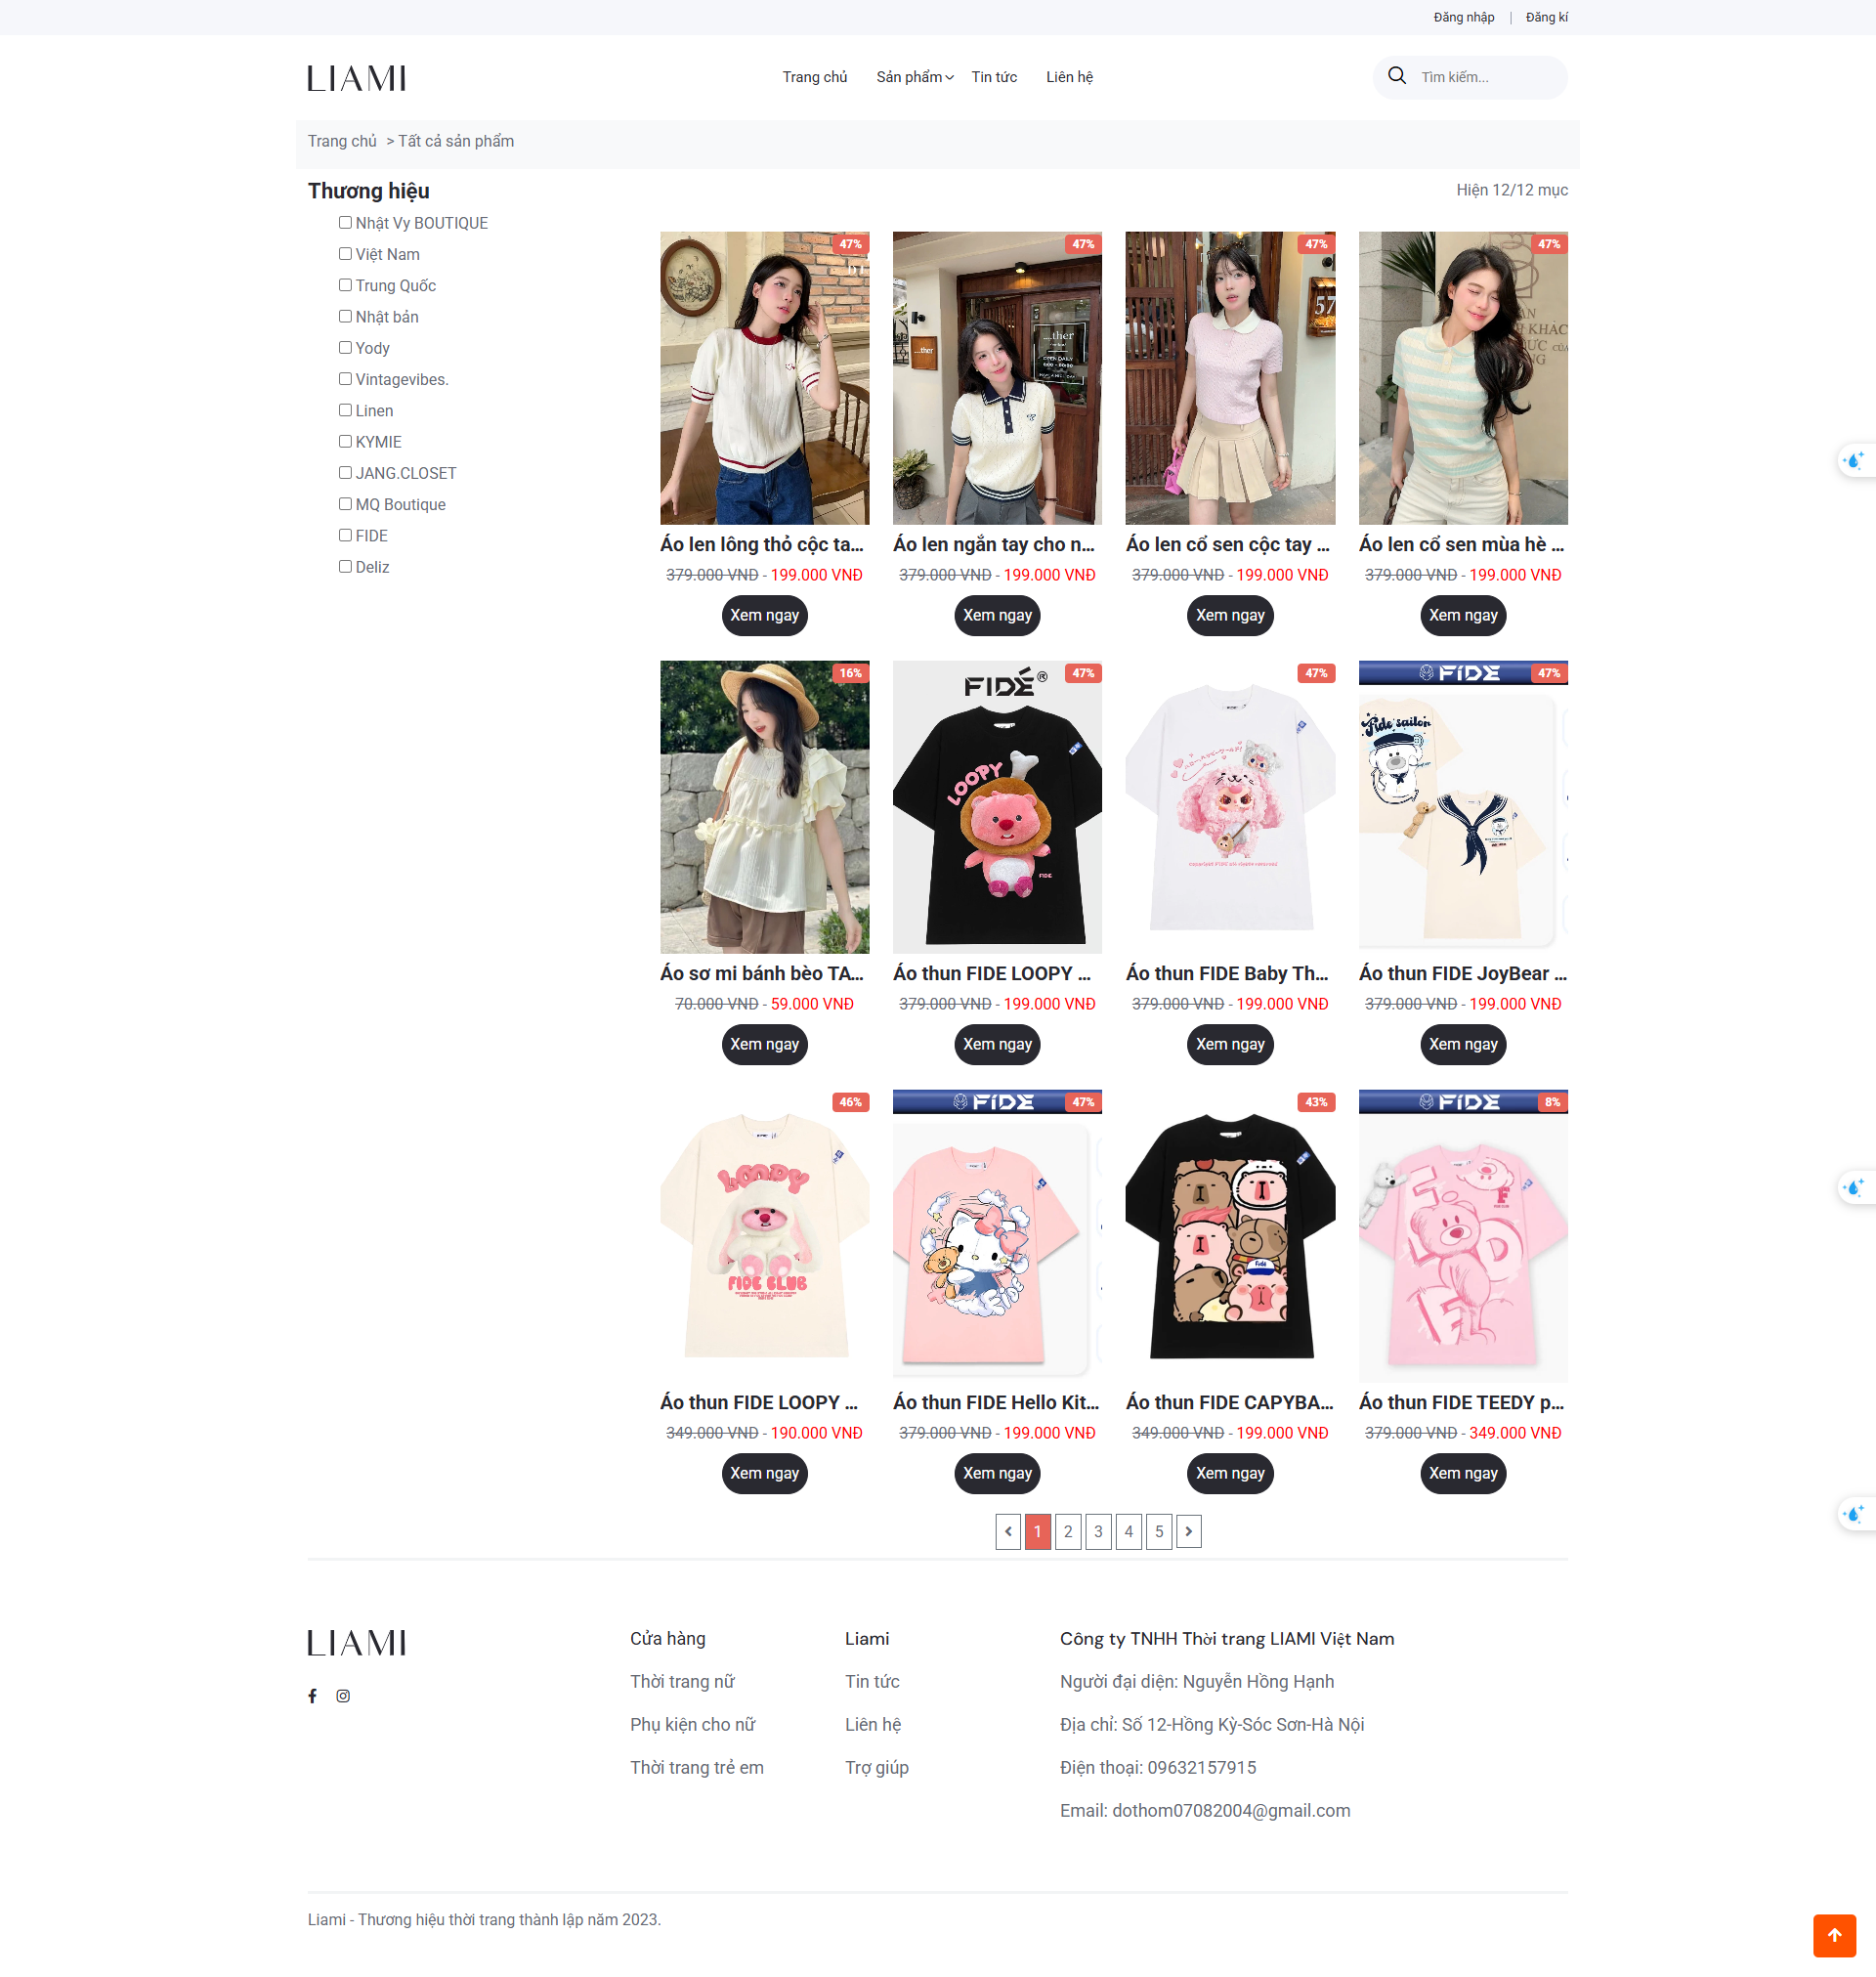 Đăng nhập | Đăng kí
LIAMI
Trang chủ
Sản phẩm
Tin tức
Liên hệ
Tìm kiếm...
Trang chủ > Tất cả sản phẩm
Thương hiệu
Nhật Vy BOUTIQUE
Việt Nam
Trung Quốc
Nhật bản
Yody
Vintagevibes.
Linen
KYMIE
JANG.CLOSET
MQ Boutique
FIDE
Deliz
Hiện 12/12 mục
47%
47%
47%
47%
...ther
...ther
57
Áo len lông thỏ cộc ta...
Áo len ngắn tay cho n...
Áo len cổ sen cộc tay ...
Áo len cổ sen mùa hè ...
379.000 VNĐ - 199.000 VNĐ
379.000 VNĐ - 199.000 VNĐ
379.000 VNĐ - 199.000 VNĐ
379.000 VNĐ - 199.000 VNĐ
Xem ngay
Xem ngay
Xem ngay
Xem ngay
16%
47%
47%
47%
FIDÉ®
LOOPY
FIDE
FIDE
Fide sailor
Áo sơ mi bánh bèo TA...
Áo thun FIDE LOOPY ...
Áo thun FIDE Baby Th...
Áo thun FIDE JoyBear ...
70.000 VNĐ - 59.000 VNĐ
379.000 VNĐ - 199.000 VNĐ
379.000 VNĐ - 199.000 VNĐ
379.000 VNĐ - 199.000 VNĐ
Xem ngay
Xem ngay
Xem ngay
Xem ngay
46%
47%
43%
8%
LOOPY
FIDE CLUB
FIDE
FIDE
Áo thun FIDE LOOPY ...
Áo thun FIDE Hello Kit...
Áo thun FIDE CAPYBA...
Áo thun FIDE TEEDY p...
349.000 VNĐ - 190.000 VNĐ
379.000 VNĐ - 199.000 VNĐ
349.000 VNĐ - 199.000 VNĐ
379.000 VNĐ - 349.000 VNĐ
Xem ngay
Xem ngay
Xem ngay
Xem ngay
1 2 3 4 5
LIAMI
Cửa hàng
Thời trang nữ
Phụ kiện cho nữ
Thời trang trẻ em
Liami
Tin tức
Liên hệ
Trợ giúp
Công ty TNHH Thời trang LIAMI Việt Nam
Người đại diện: Nguyễn Hồng Hạnh
Địa chỉ: Số 12-Hồng Kỳ-Sóc Sơn-Hà Nội
Điện thoại: 09632157915
Email: dothom07082004@gmail.com
Liami - Thương hiệu thời trang thành lập năm 2023.